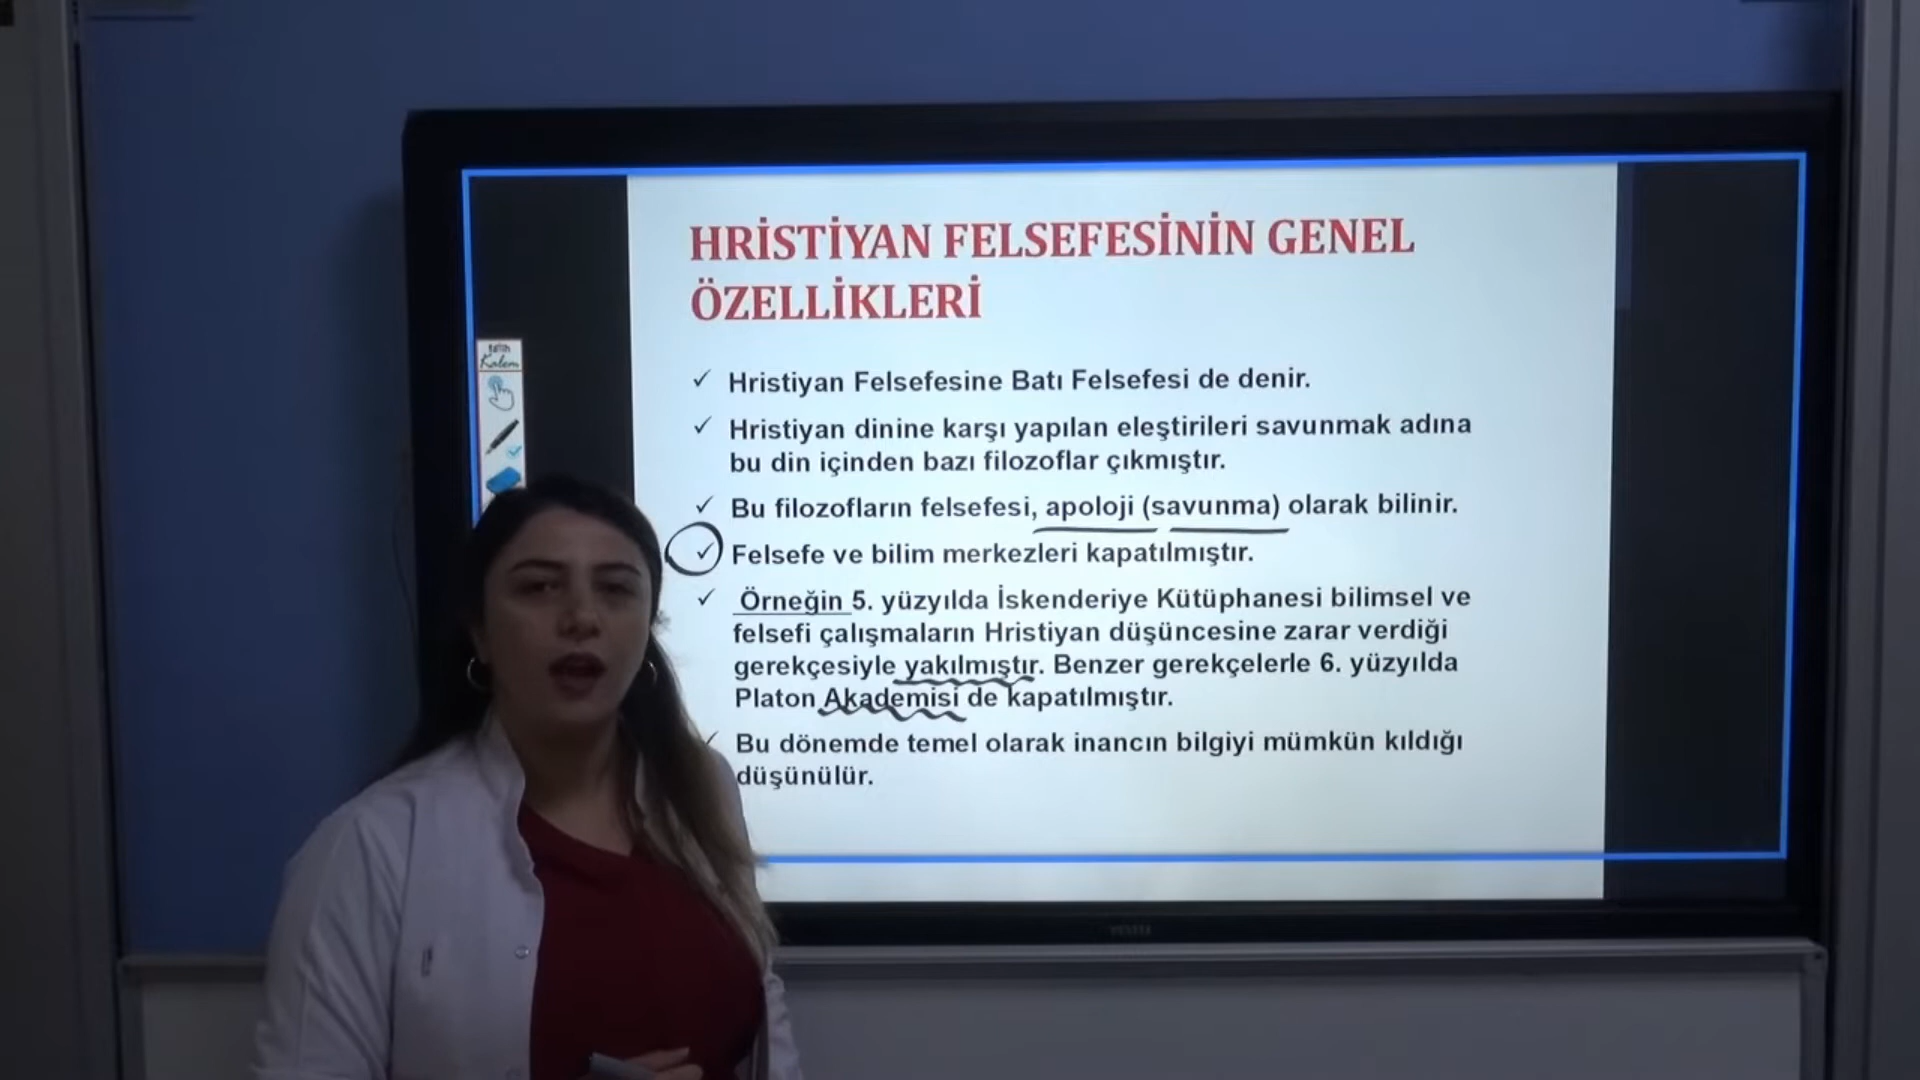 HRİSTİYAN FELSEFESİNİN GENEL
ÖZELLİKLERİ
fatih
Kalem
✓ Hristiyan Felsefesine Batı Felsefesi de denir.
✓ Hristiyan dinine karşı yapılan eleştirileri savunmak adına
bu din içinden bazı filozoflar çıkmıştır.
✓ Bu filozofların felsefesi, apoloji (savunma) olarak bilinir.
✓ Felsefe ve bilim merkezleri kapatılmıştır.
✓ Örneğin 5. yüzyılda İskenderiye Kütüphanesi bilimsel ve
felsefi çalışmaların Hristiyan düşüncesine zarar verdiği
gerekçesiyle yakılmıştır. Benzer gerekçelerle 6. yüzyılda
Platon Akademisi de kapatılmıştır.
✓ Bu dönemde temel olarak inancın bilgiyi mümkün kıldığı
düşünülür.
VESTEL